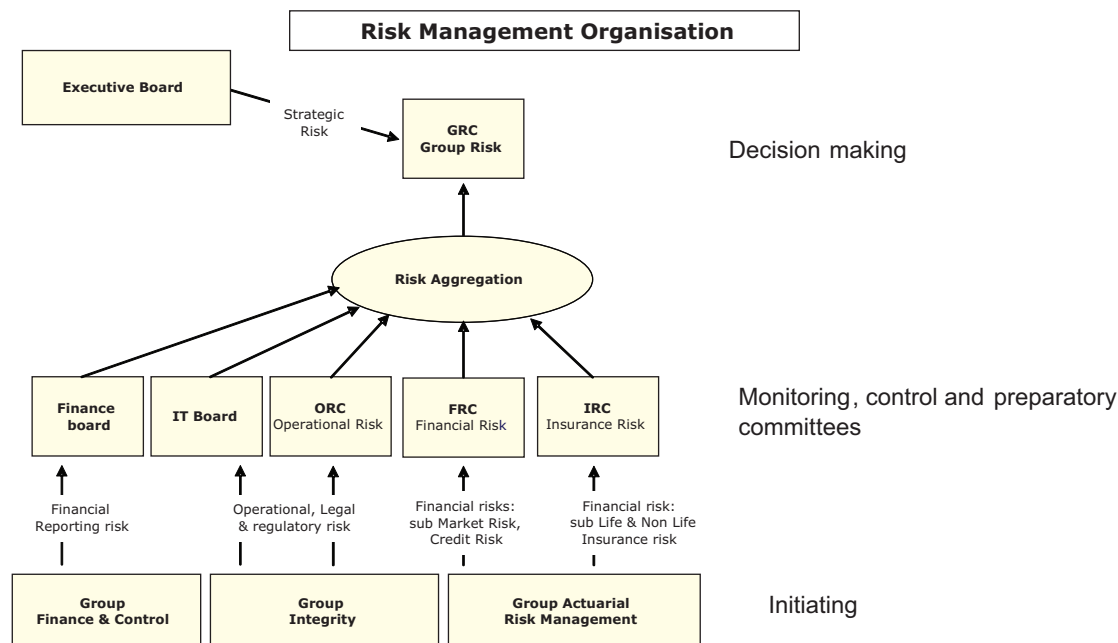 Risk Management Organisation
Executive Board
Strategic
Risk
GRC
Group Risk
Decision making
Risk Aggregation
Finance
board
IT Board
ORC
Operational Risk
FRC
Financial Risk
IRC
Insurance Risk
Monitoring, control and preparatory
committees
Financial
Reporting risk
Operational, Legal
& regulatory risk
Financial risks:
sub Market Risk,
Credit Risk
Financial risk:
sub Life & Non Life
Insurance risk
Group
Finance & Control
Group
Integrity
Group Actuarial
Risk Management
Initiating